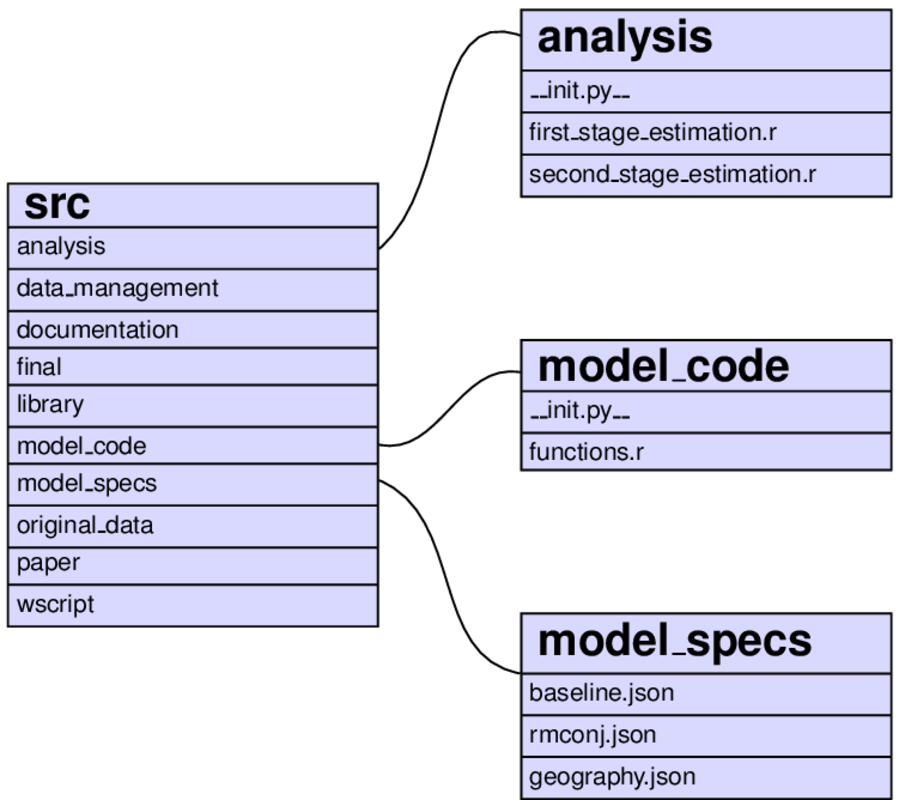 analysis
__init.py__
first_stage_estimation.r
second_stage_estimation.r
src
analysis
data_management
documentation
final
library
model_code
model_specs
original_data
paper
wscript
model_code
__init.py__
functions.r
model_specs
baseline.json
rmconj.json
geography.json